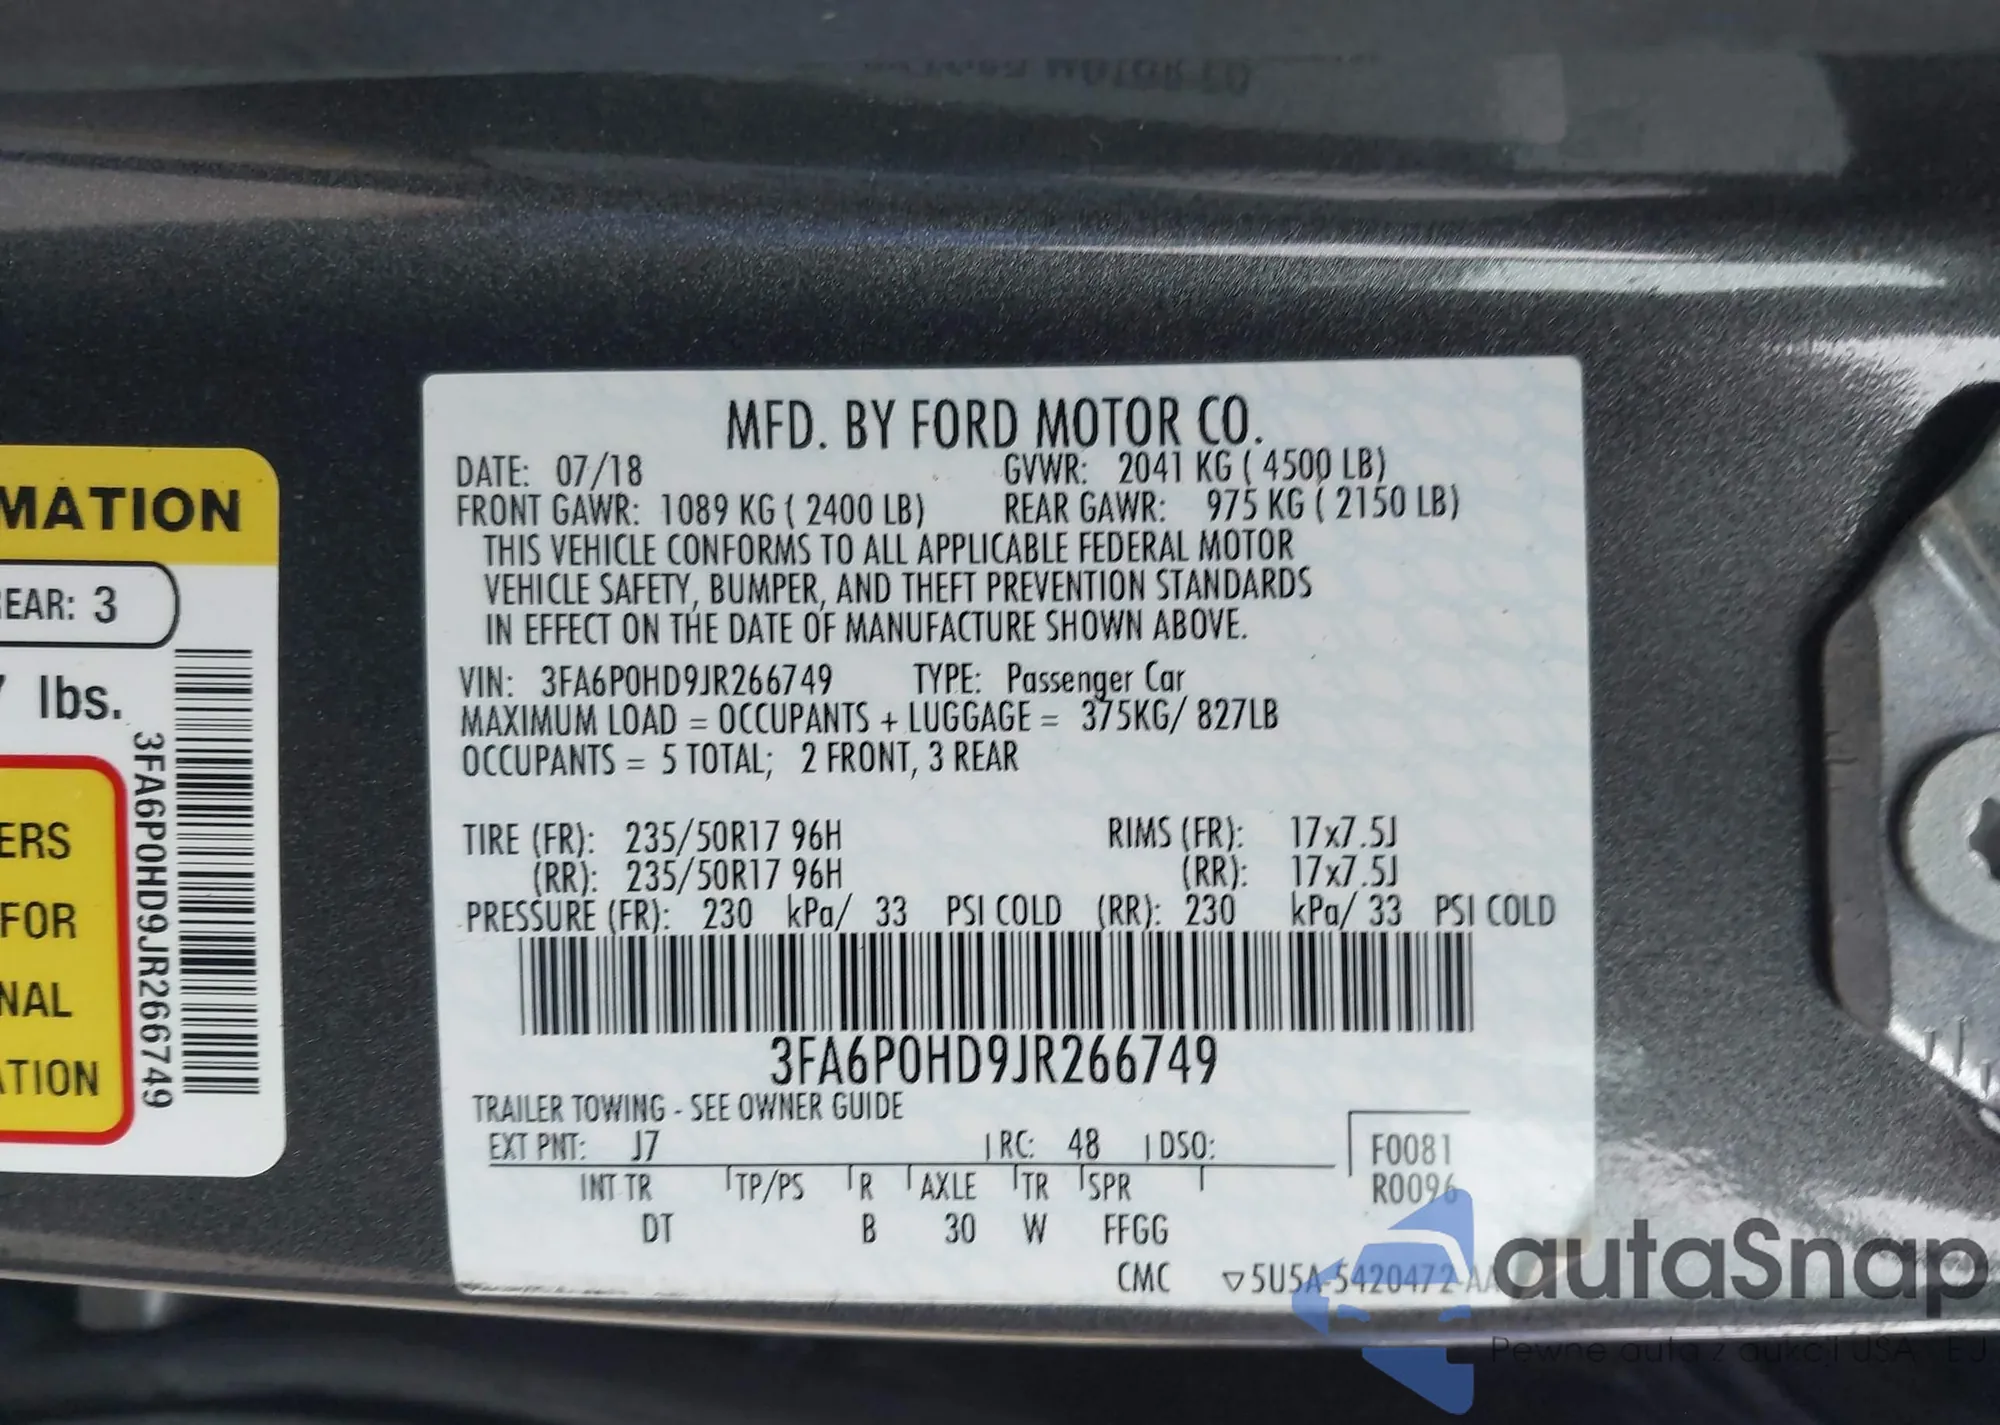 MFD. BY FORD MOTOR CO.
DATE: 07/18 GVWR: 2041 KG ( 4500 LB)
FRONT GAWR: 1089 KG ( 2400 LB) REAR GAWR: 975 KG ( 2150 LB)
THIS VEHICLE CONFORMS TO ALL APPLICABLE FEDERAL MOTOR
VEHICLE SAFETY, BUMPER, AND THEFT PREVENTION STANDARDS
IN EFFECT ON THE DATE OF MANUFACTURE SHOWN ABOVE.
VIN: 3FA6P0HD9JR266749 TYPE: Passenger Car
MAXIMUM LOAD = OCCUPANTS + LUGGAGE = 375KG/ 827LB
OCCUPANTS = 5 TOTAL; 2 FRONT, 3 REAR
TIRE (FR): 235/50R17 96H RIMS (FR): 17x7.5J
(RR): 235/50R17 96H (RR): 17x7.5J
PRESSURE (FR): 230 kPa/ 33 PSI COLD (RR): 230 kPa/ 33 PSI COLD
3FA6P0HD9JR266749
TRAILER TOWING - SEE OWNER GUIDE
EXT PNT: J7 RC: 48 DSO: F0081
INT TR TP/PS R AXLE TR SPR R0096
DT B 30 W FFGG
CMC ▽5U5A-5420472-AA
MATION
EAR: 3
lbs.
3FA6P0HD9JR266749
ERS
FOR
NAL
ATION
autaSnap
Pewne auta z aukcji USA